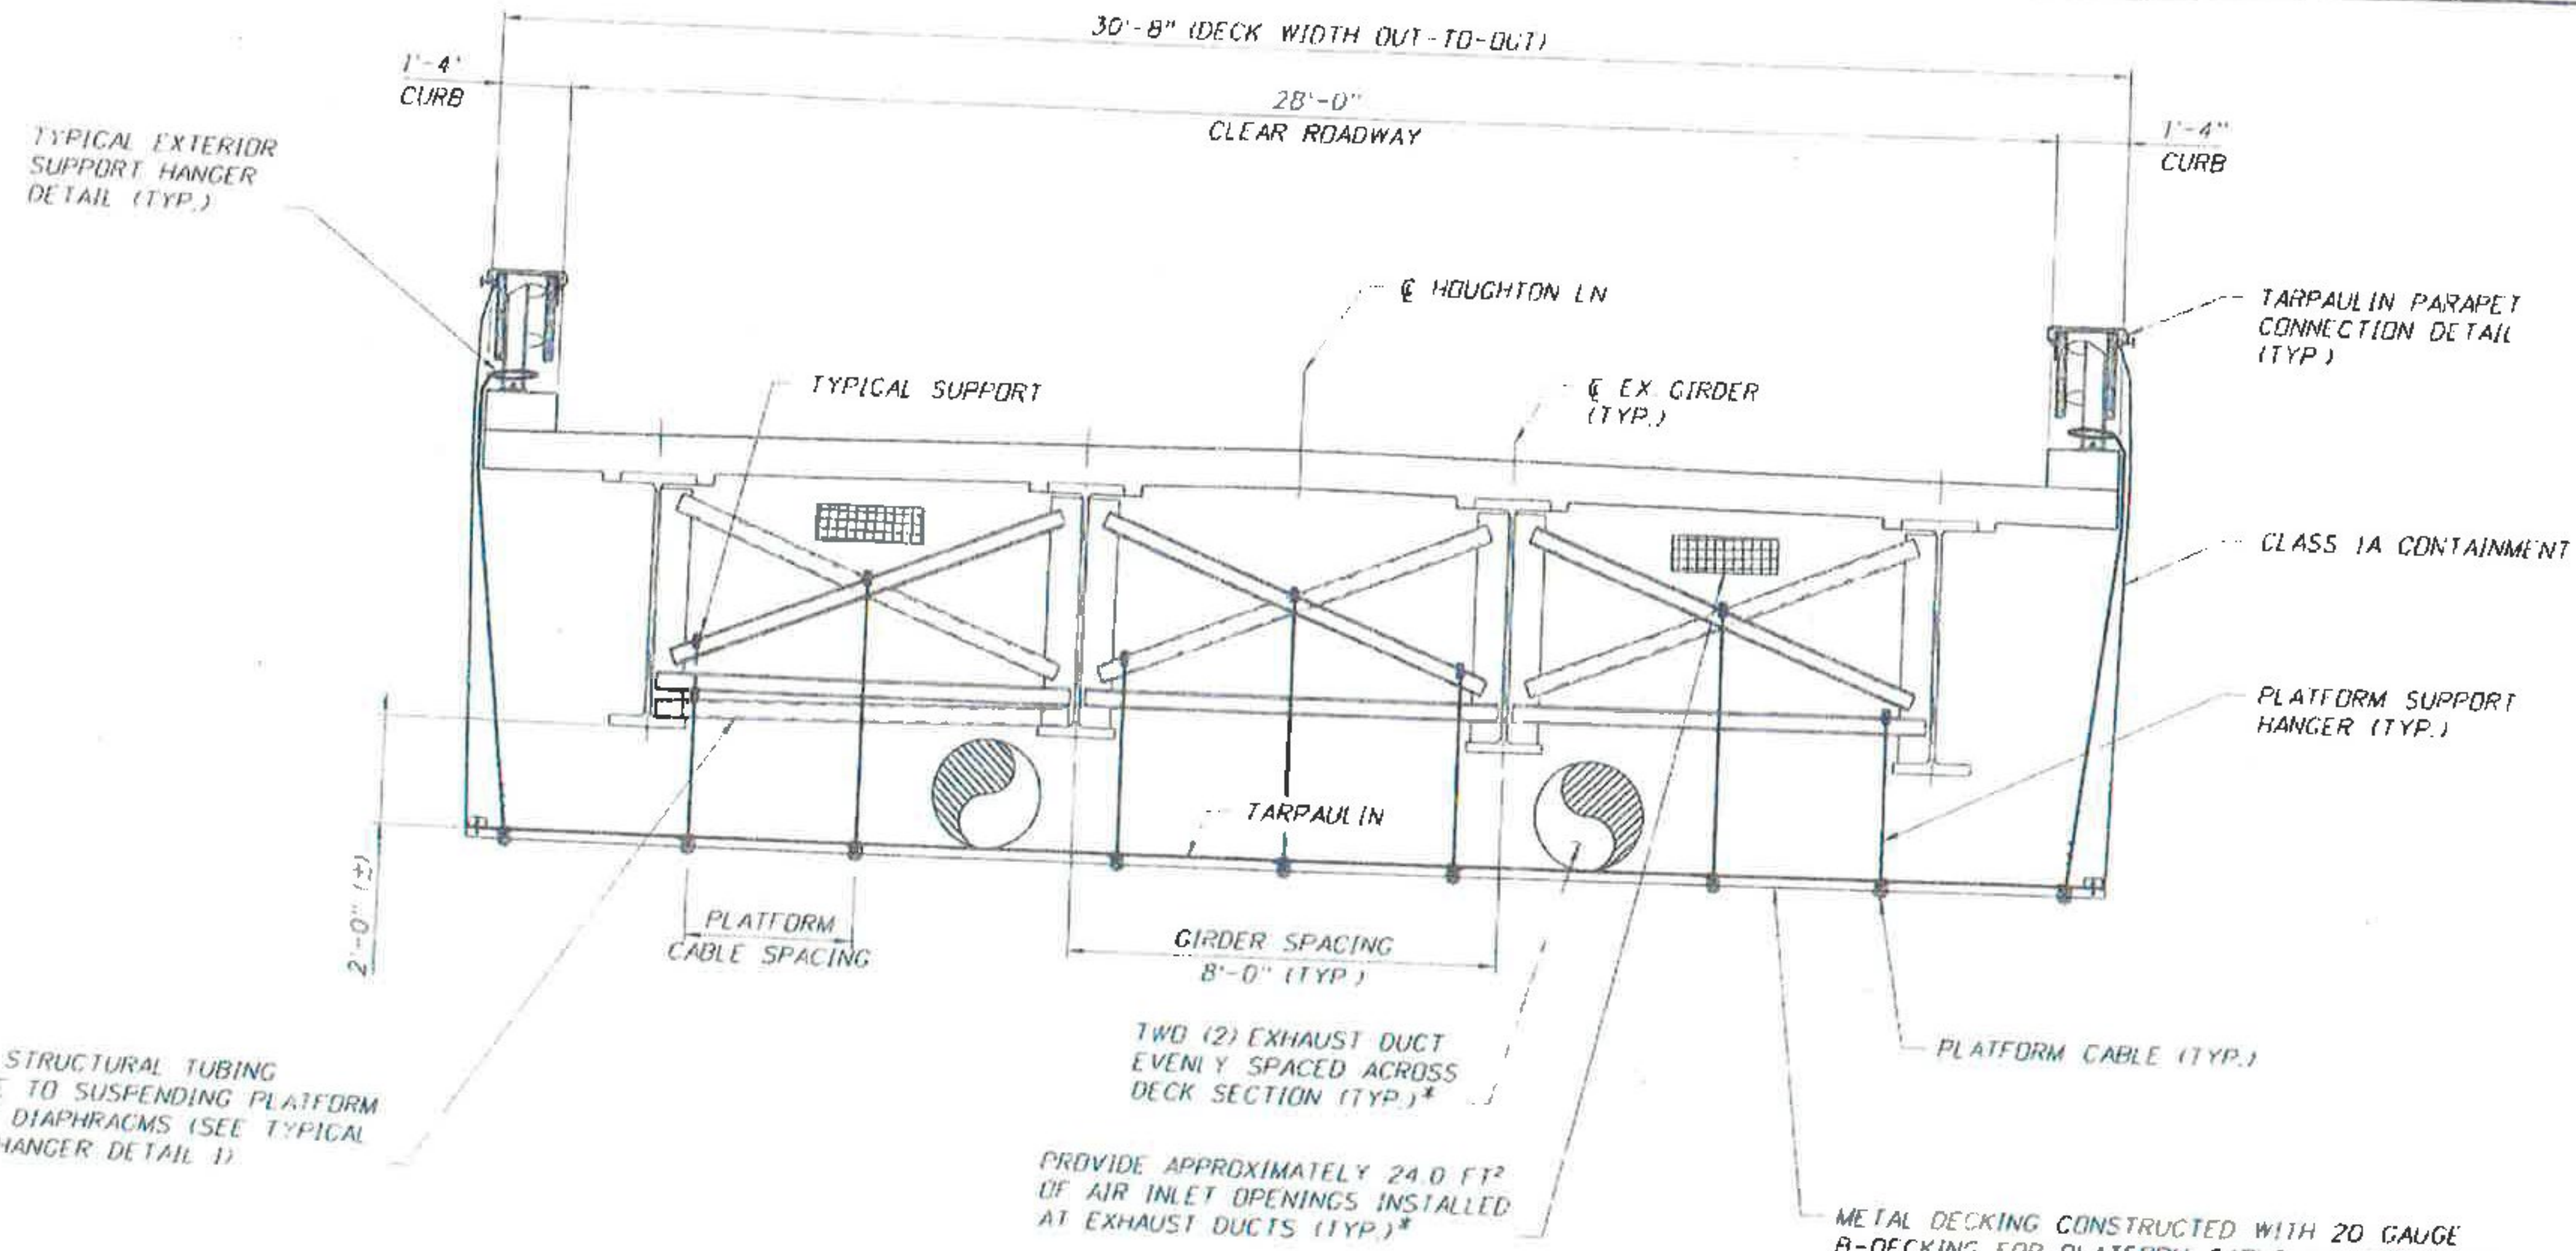 30'-8" (DECK WIDTH OUT-TO-OUT)
1'-4"
CURB
28'-0"
CLEAR ROADWAY
1'-4"
CURB
TYPICAL EXTERIOR
SUPPORT HANGER
DETAIL (TYP.)
℄ HOUGHTON LN
TARPAULIN PARAPET
CONNECTION DETAIL
(TYP.)
TYPICAL SUPPORT
℄ EX. GIRDER
(TYP.)
CLASS 1A CONTAINMENT
PLATFORM SUPPORT
HANGER (TYP.)
TARPAULIN
2'-0" (±)
PLATFORM
CABLE SPACING
GIRDER SPACING
8'-0" (TYP.)
TWO (2) EXHAUST DUCT
EVENLY SPACED ACROSS
DECK SECTION (TYP.)*
PLATFORM CABLE (TYP.)
STRUCTURAL TUBING
TO SUSPENDING PLATFORM
DIAPHRAGMS (SEE TYPICAL
HANGER DETAIL 1)
PROVIDE APPROXIMATELY 24.0 FT²
OF AIR INLET OPENINGS INSTALLED
AT EXHAUST DUCTS (TYP.)*
METAL DECKING CONSTRUCTED WITH 20 GAUGE
B-DECKING FOR PLATFORM